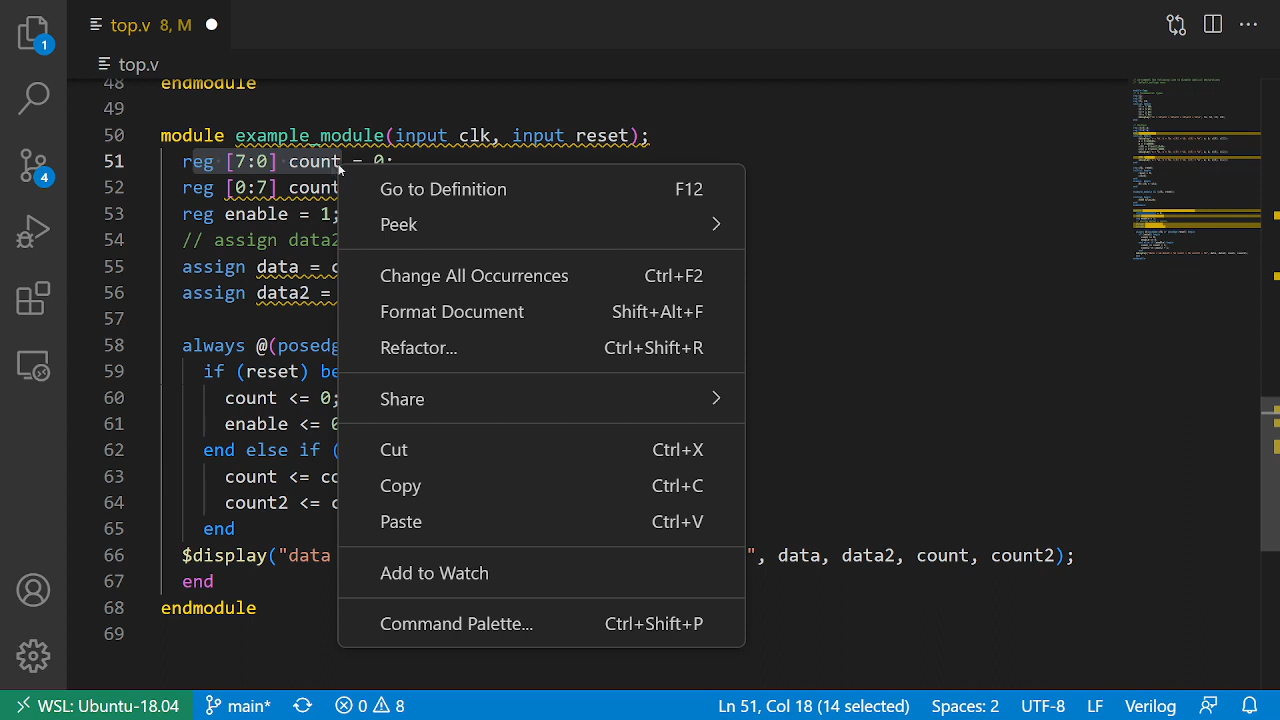 top.v 8, M
1
top.v
48 endmodule
49
50 module example_module(input clk, input reset);
51 reg [7:0] count = 0;
52 reg [0:7] count
53 reg enable = 1;
54 // assign data2
55 assign data = c
56 assign data2 =
57
58 always @(posedg
59 if (reset) be
60 count <= 0;
61 enable <= 0
62 end else if (
63 count <= co
64 count2 <= c
65 end
66 $display("data ", data, data2, count, count2);
67 end
68 endmodule
69
4
Go to Definition F12
Peek
Change All Occurrences Ctrl+F2
Format Document Shift+Alt+F
Refactor... Ctrl+Shift+R
Share
Cut Ctrl+X
Copy Ctrl+C
Paste Ctrl+V
Add to Watch
Command Palette... Ctrl+Shift+P
WSL: Ubuntu-18.04 main* 0 8 Ln 51, Col 18 (14 selected) Spaces: 2 UTF-8 LF Verilog